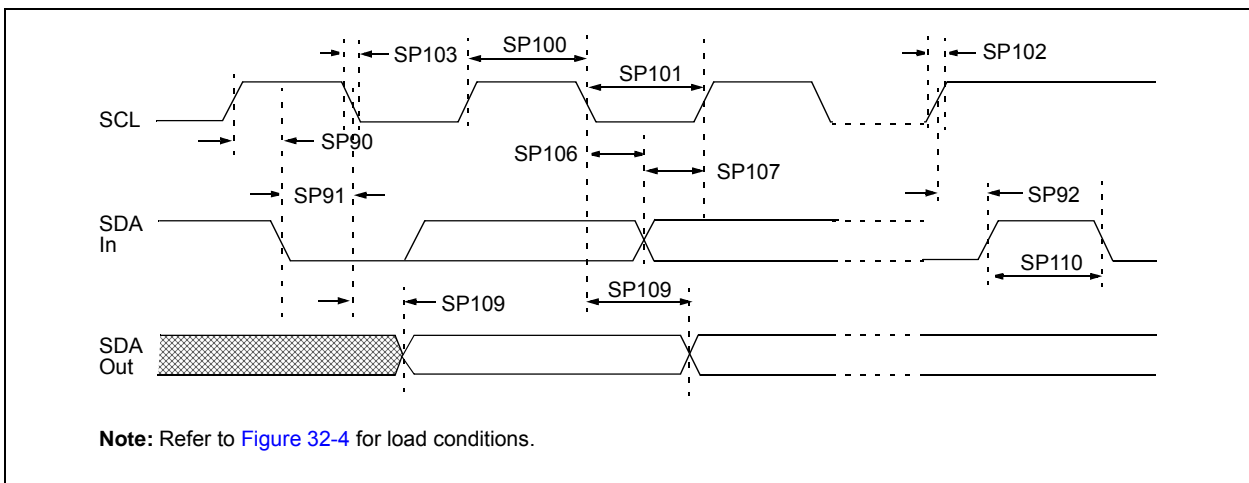 SP103
SP100
SP101
SP102
SCL
SP90
SP106
SP107
SP91
SP92
SDA
In
SP110
SP109
SP109
SDA
Out
Note: Refer to Figure 32-4 for load conditions.